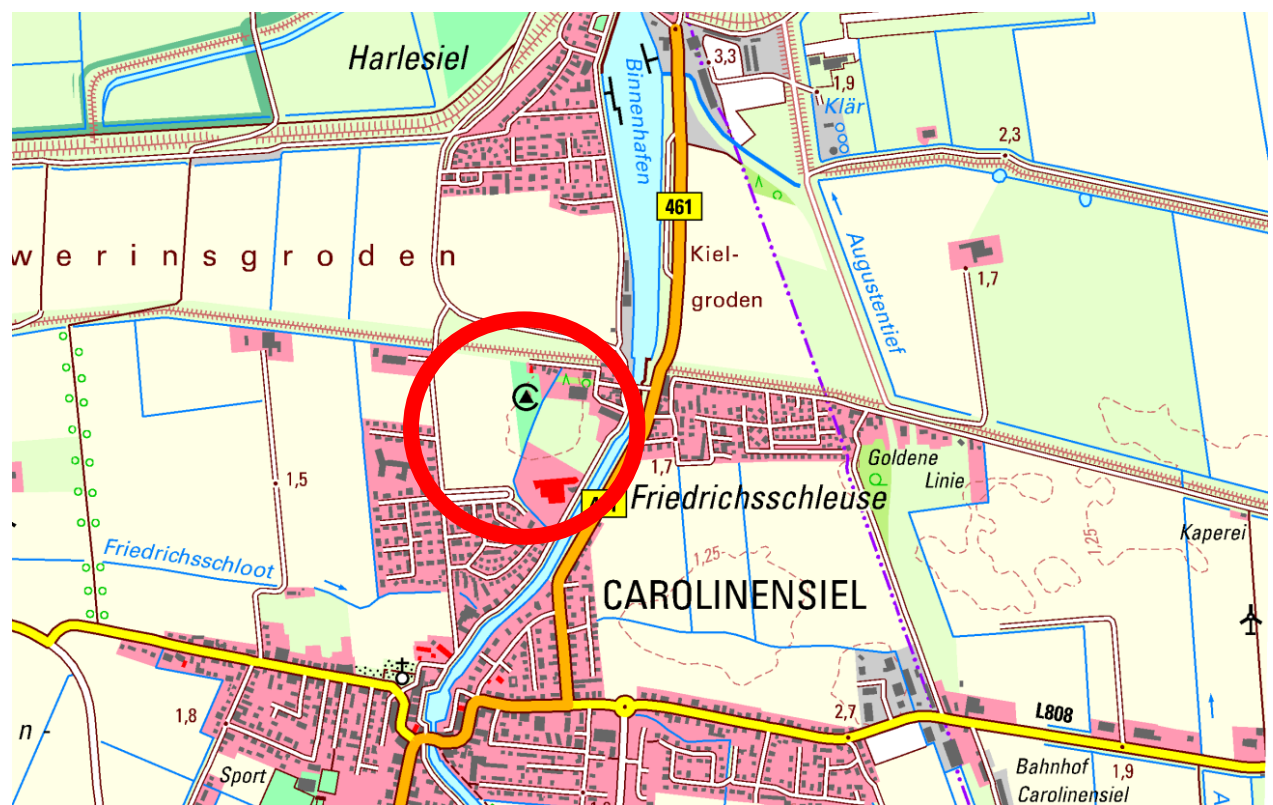 Harlesiel
Binnenhafen
3,3
1,9
Klär
2,3
461
werinsgroden
Kiel-
groden
Augustentief
1,7
1,5
1,7
Goldene
Linie
Friedrichsschleuse
Kaperei
1,25
1,25
Friedrichsschloot
CAROLINENSIEL
L808
1,8
2,7
n -
Sport
Bahnhof
Carolinensiel
1,9
A